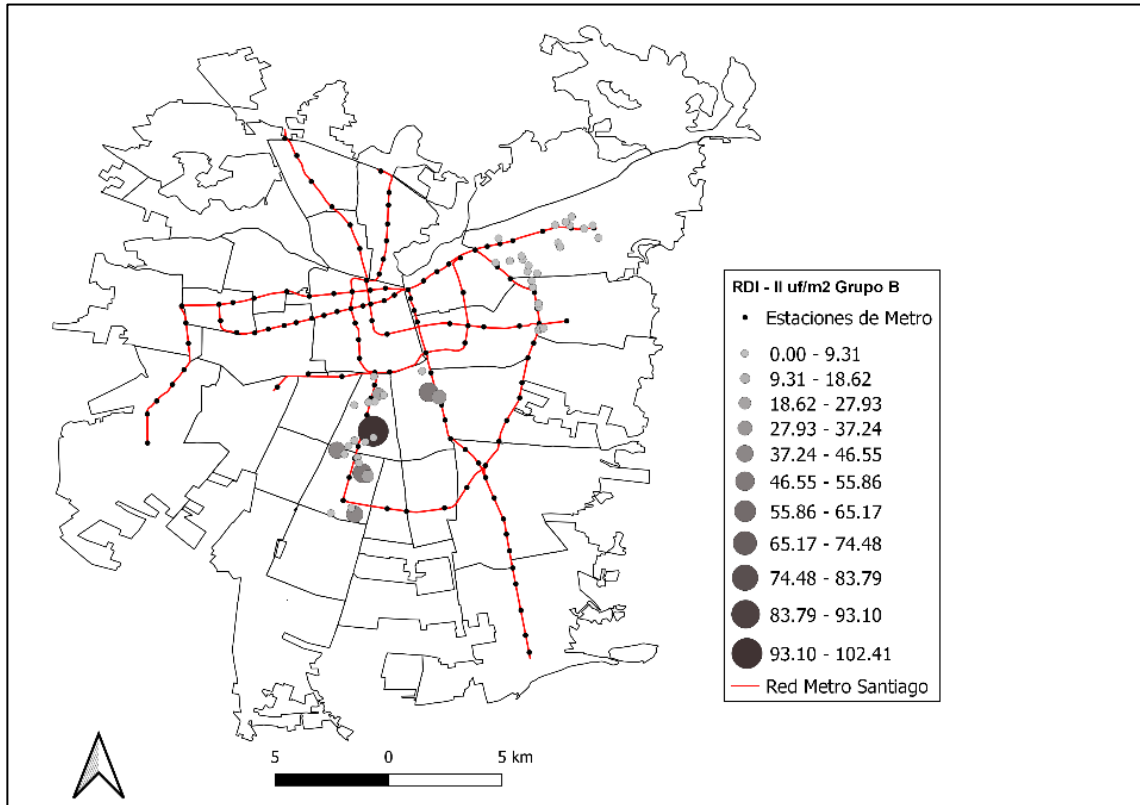 RDI - II uf/m2 Grupo B
Estaciones de Metro
0.00 - 9.31
9.31 - 18.62
18.62 - 27.93
27.93 - 37.24
37.24 - 46.55
46.55 - 55.86
55.86 - 65.17
65.17 - 74.48
74.48 - 83.79
83.79 - 93.10
93.10 - 102.41
Red Metro Santiago
5 0 5 km